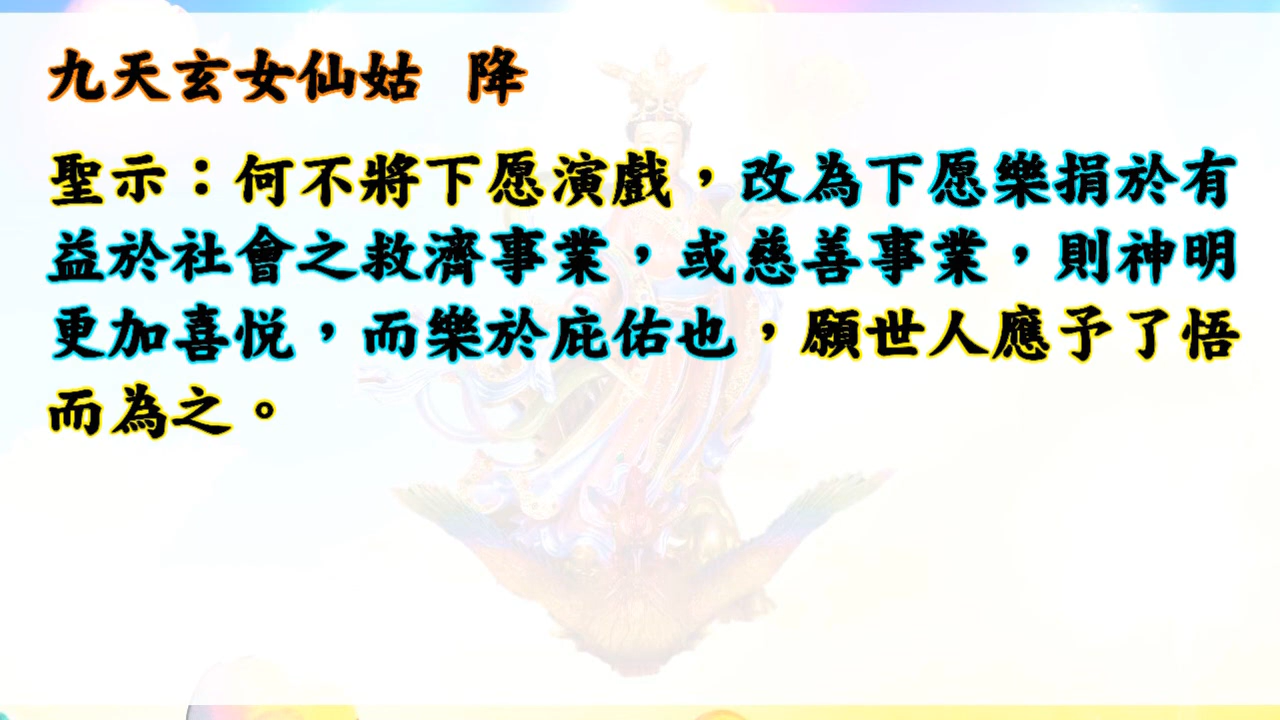 九天玄女仙姑 降
聖示：何不將下愿演戲，改為下愿樂捐於有
益於社會之救濟事業，或慈善事業，則神明
更加喜悅，而樂於庇佑也，願世人應予了悟
而為之。